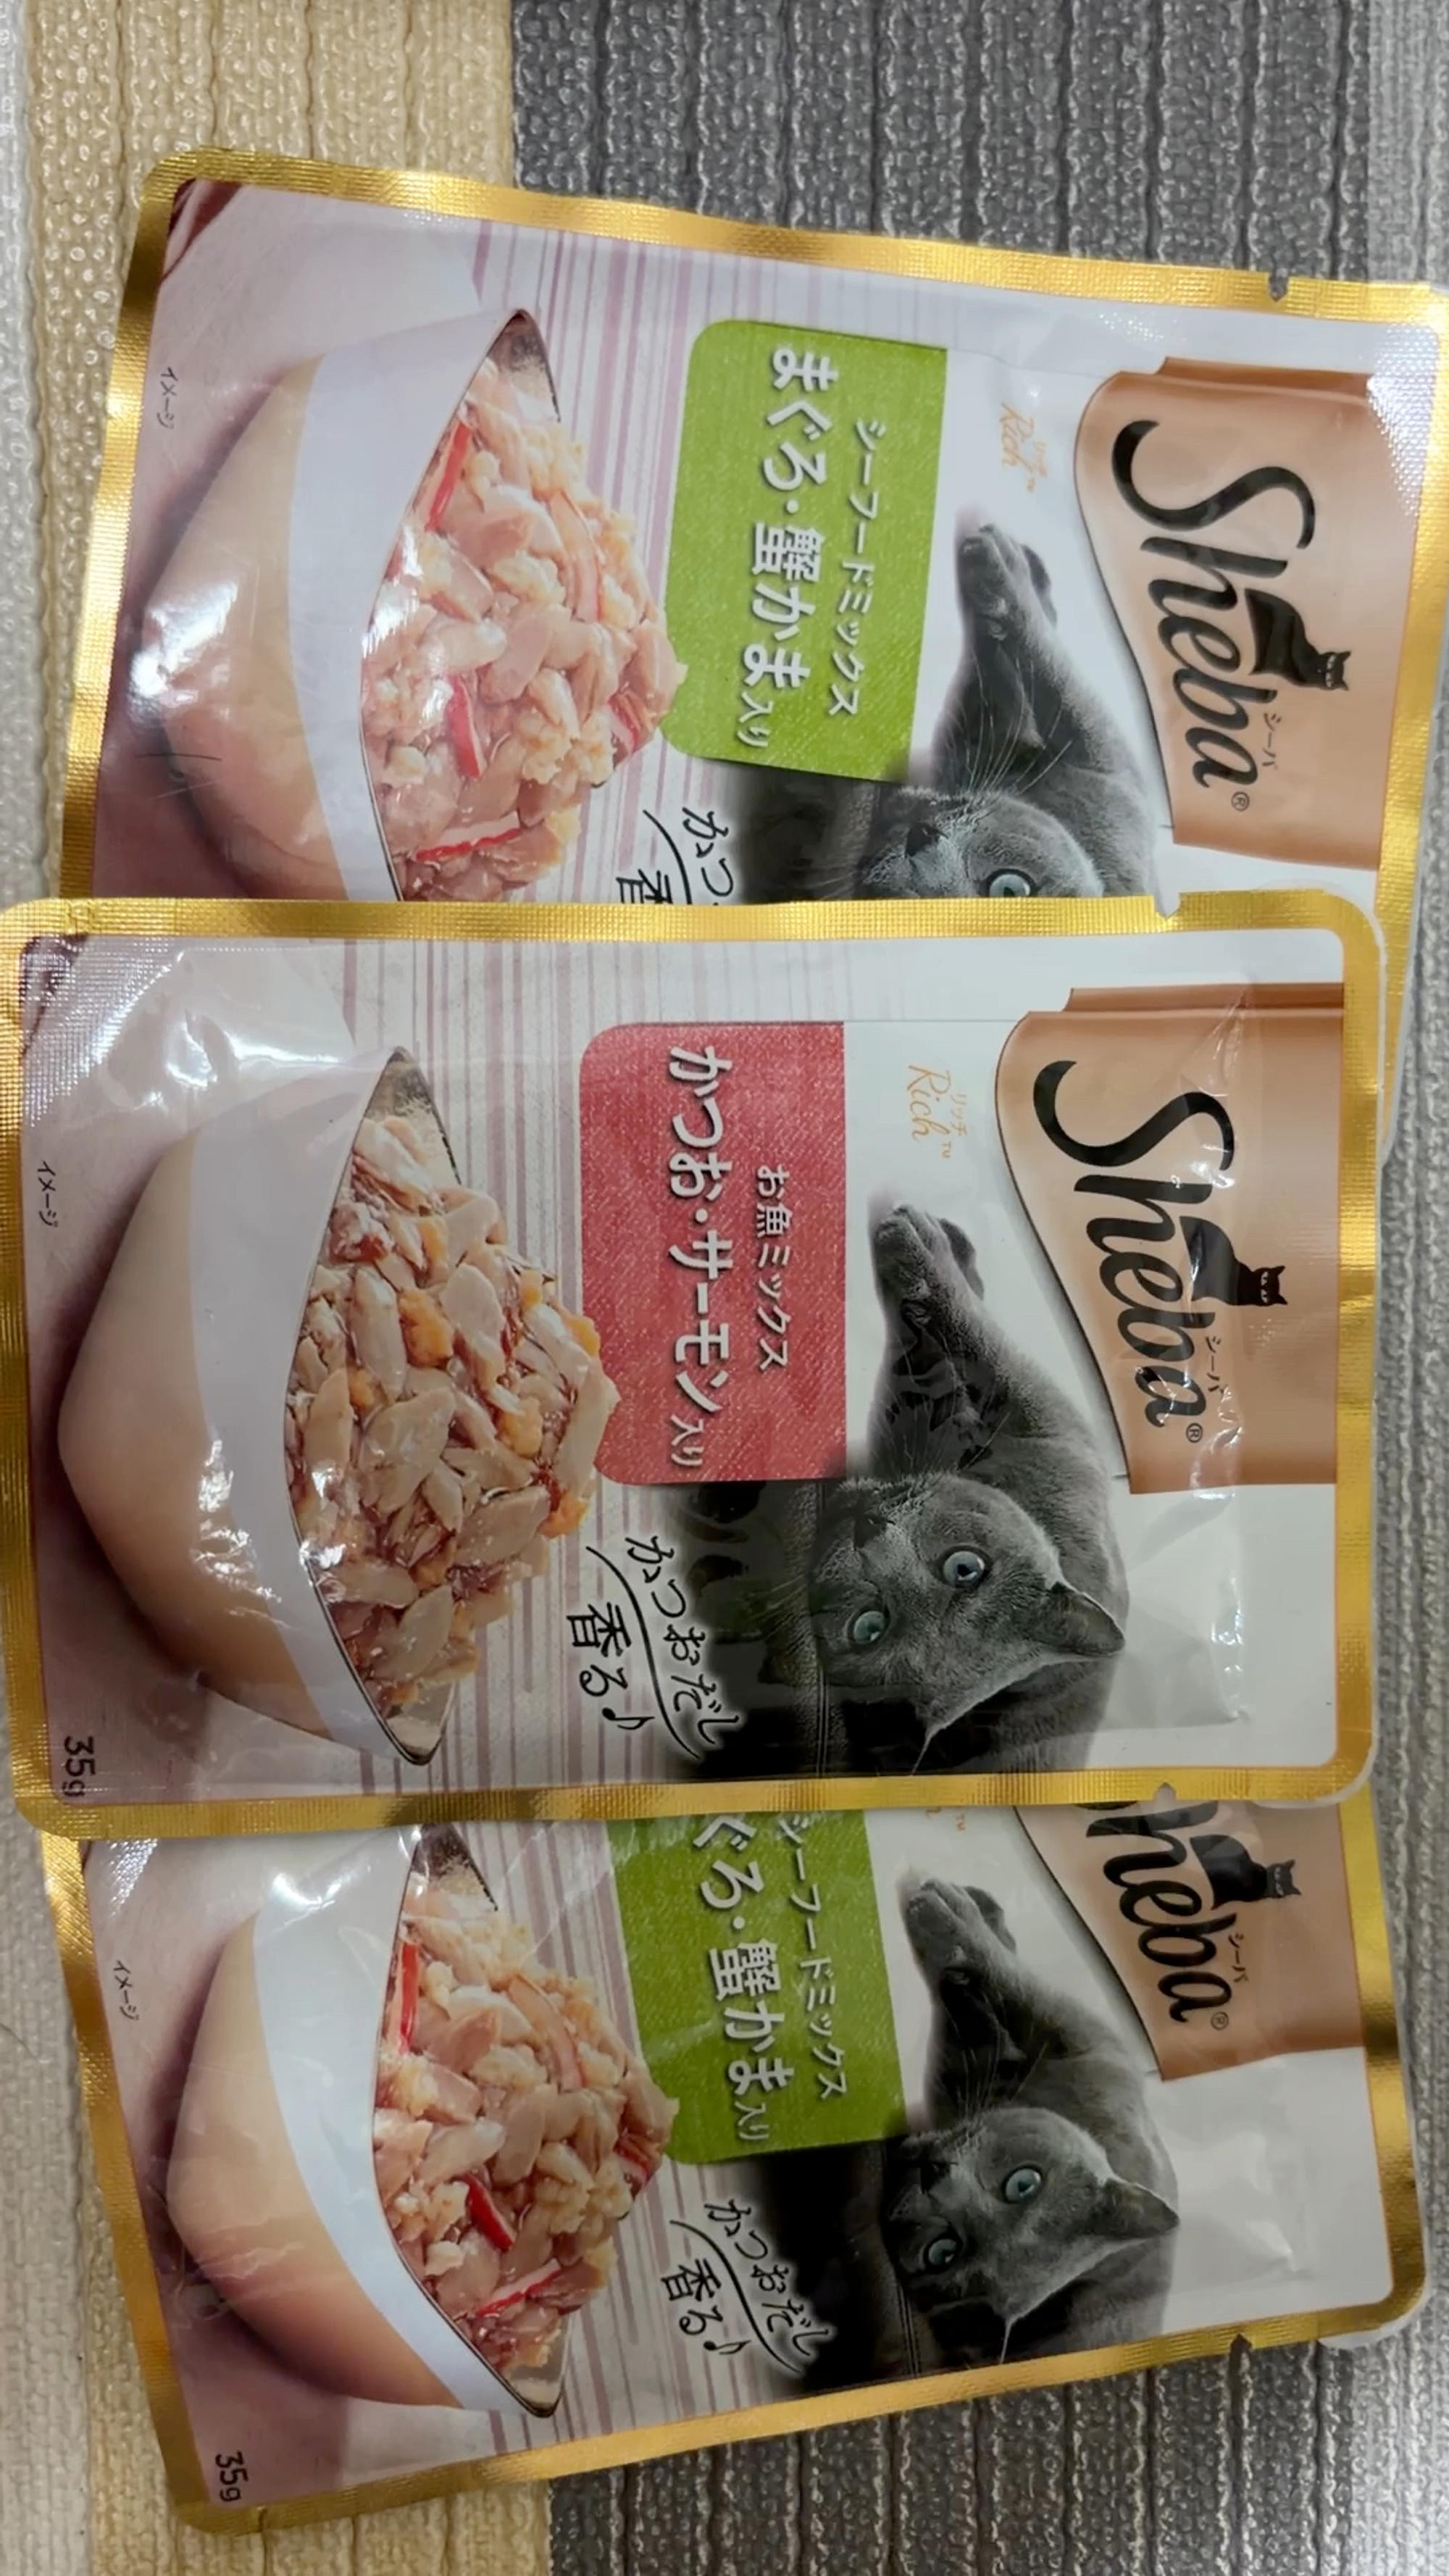 Sheba®
シーバ
リッチ
Rich™
シーフードミックス
まぐろ・蟹かま入り
かつ
香
イメージ
Sheba®
シーバ
リッチ
Rich™
お魚ミックス
かつお・サーモン入り
かつおだし
香る♪
イメージ
35g
heba®
シーバ
™
シーフードミックス
ぐろ・蟹かま入り
かつおだし
香る♪
イメージ
35g